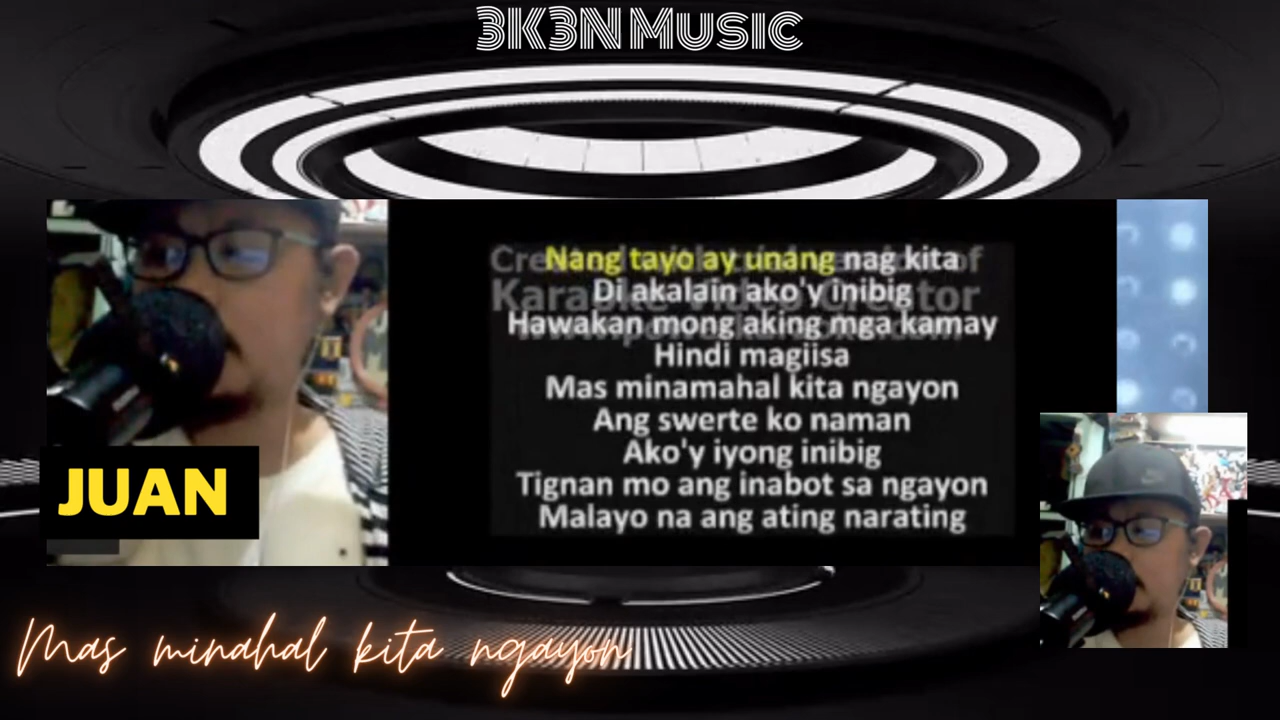 3K3N Music
Nang tayo ay unang nag kita
Di akalain ako'y inibig
Hawakan mong aking mga kamay
Hindi magiisa
Mas minamahal kita ngayon
Ang swerte ko naman
Ako'y iyong inibig
Tignan mo ang inabot sa ngayon
Malayo na ang ating narating
JUAN
Mas minahal kita ngayon